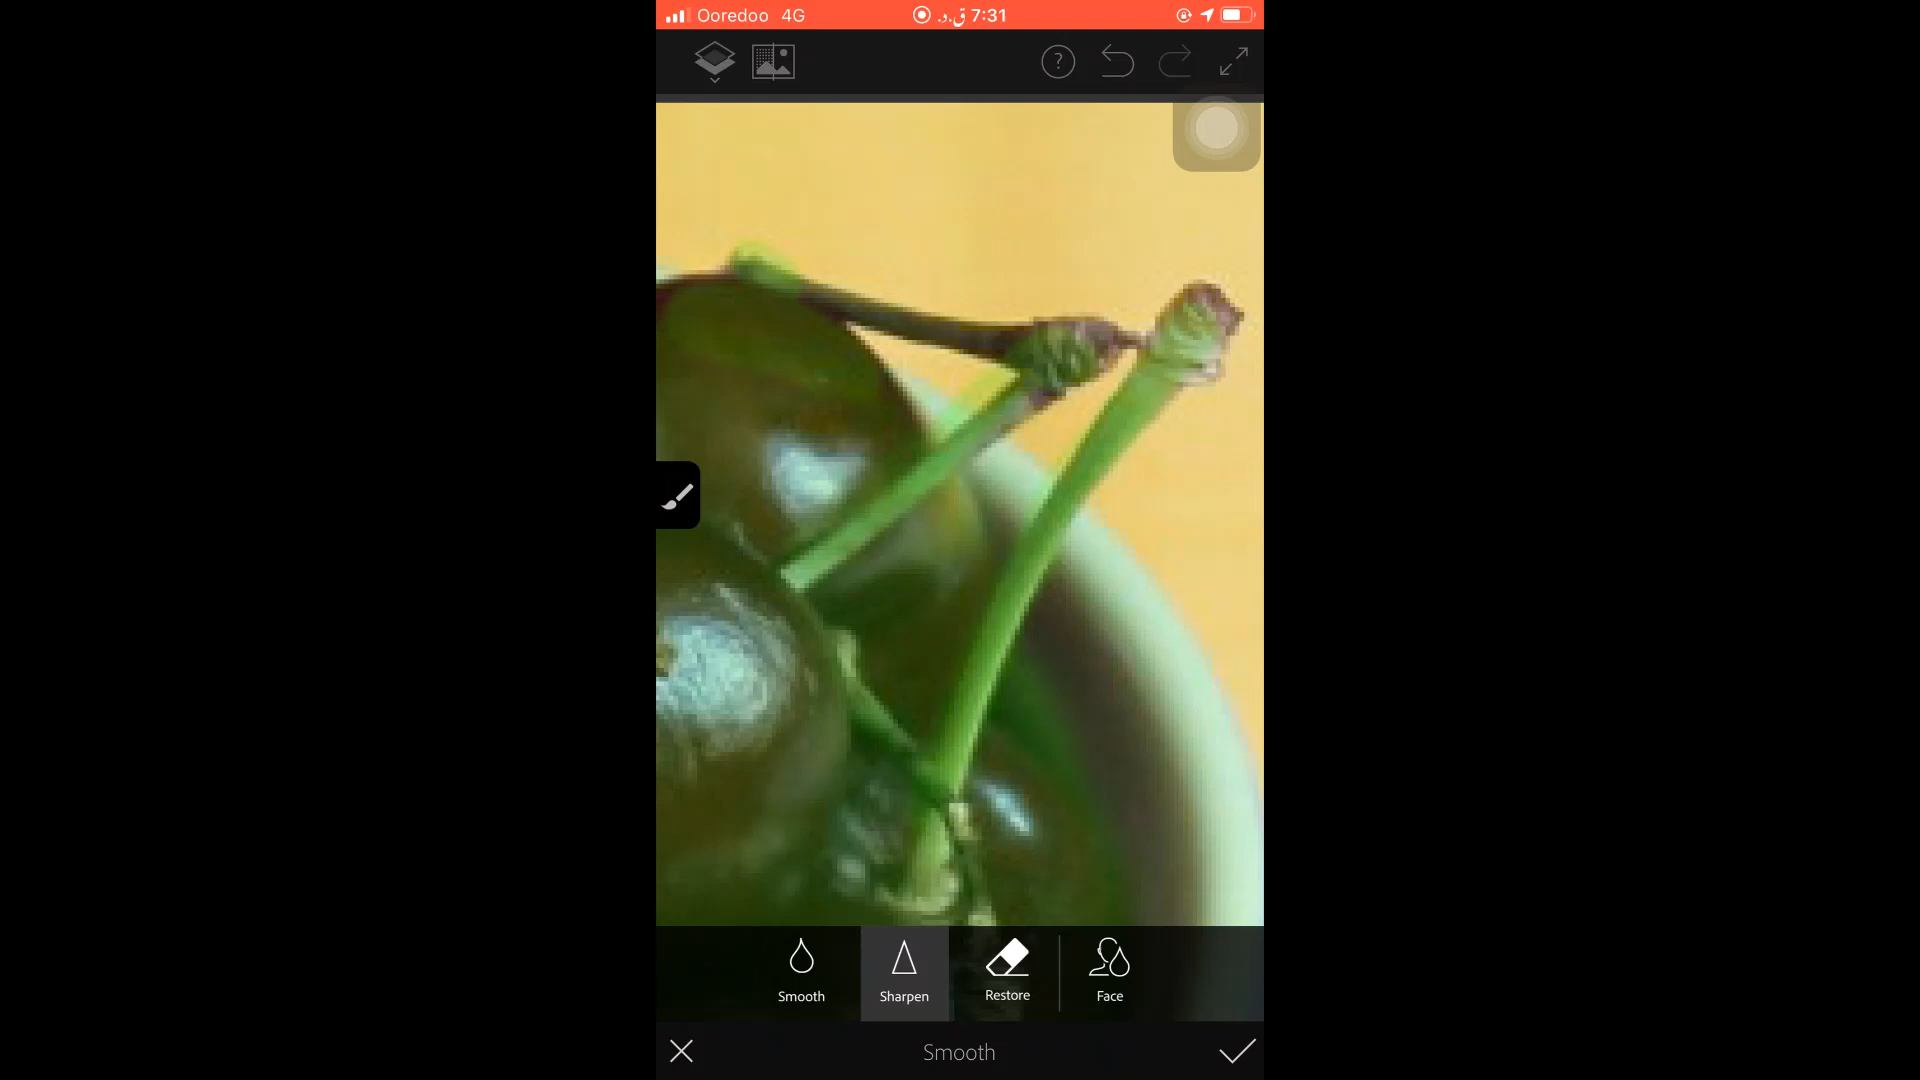 Ooredoo 4G 7:31 ق.د.
?
Smooth
Sharpen
Restore
Face
Smooth